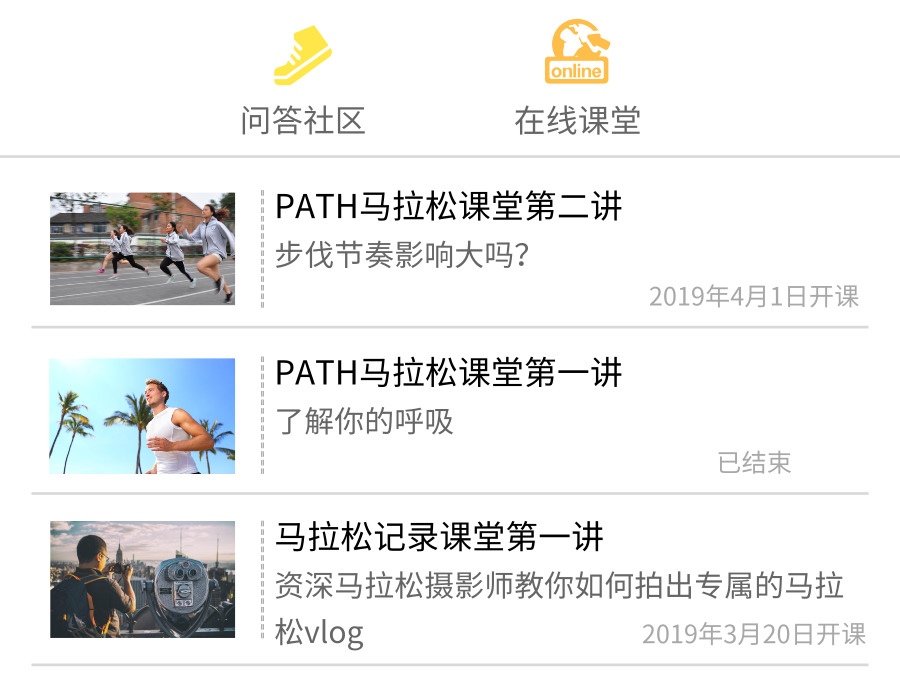 online
问答社区
在线课堂
PATH马拉松课堂第二讲
步伐节奏影响大吗？
2019年4月1日开课
PATH马拉松课堂第一讲
了解你的呼吸
已结束
马拉松记录课堂第一讲
资深马拉松摄影师教你如何拍出专属的马拉
松vlog
2019年3月20日开课